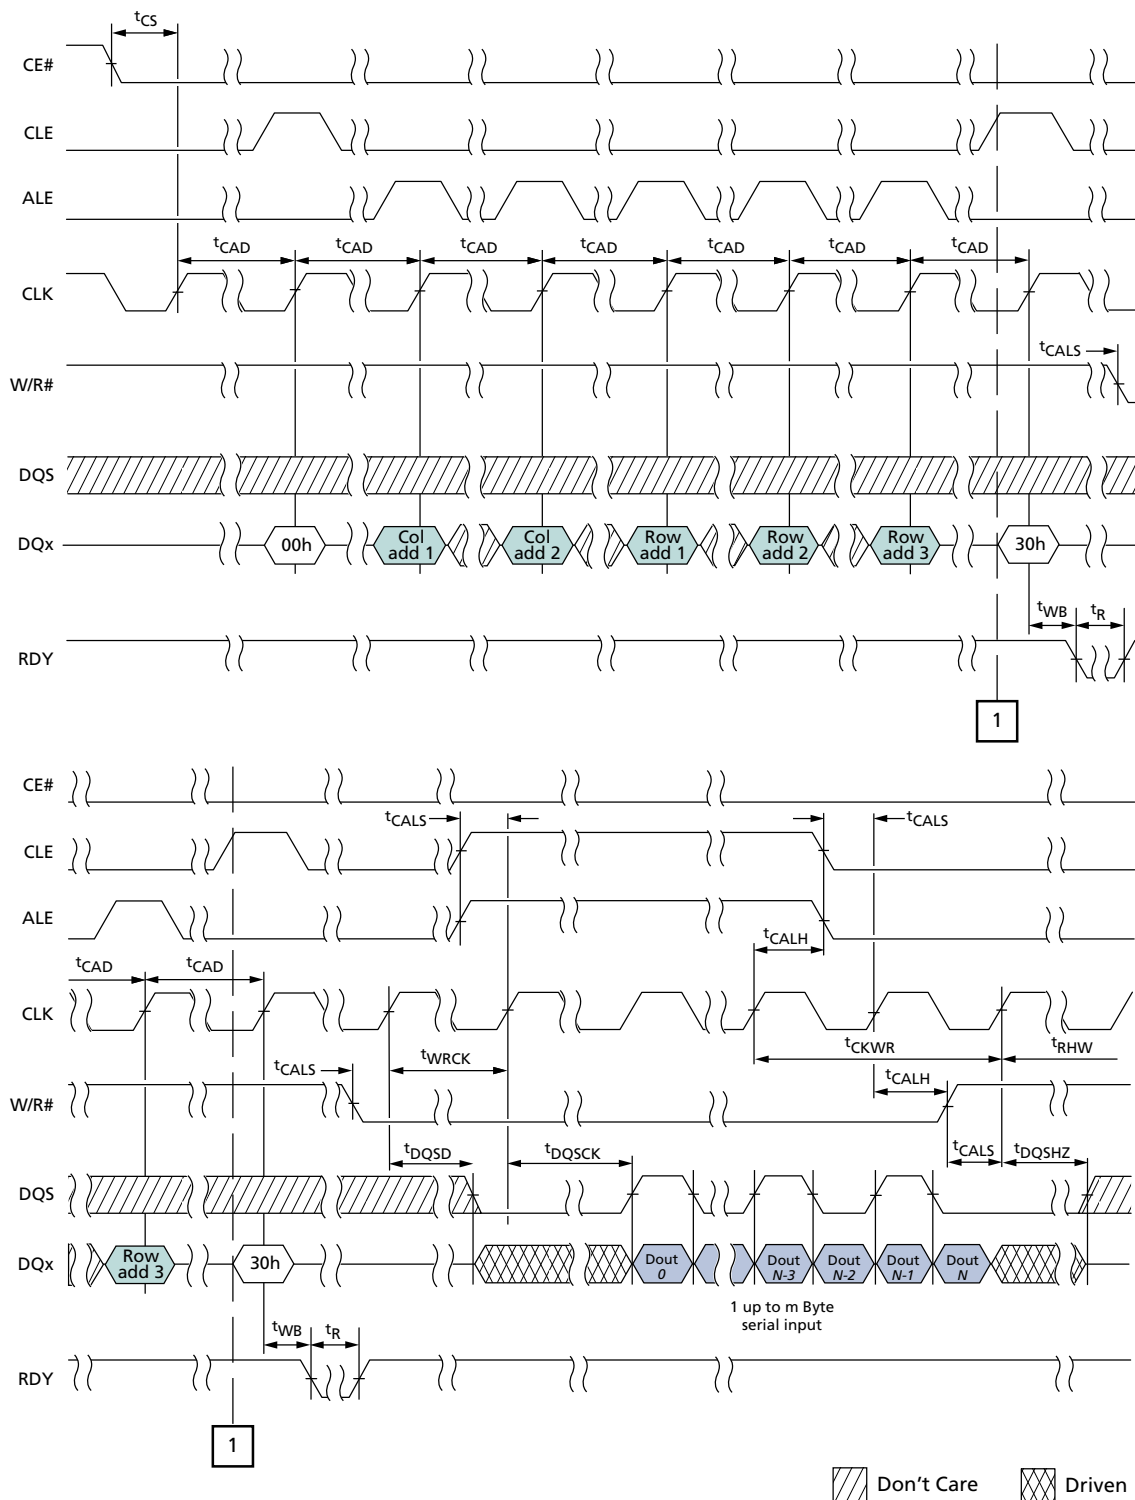 tCS
CE#
CLE
ALE
tCAD tCAD tCAD tCAD tCAD tCAD tCAD
CLK
tCALS
W/R#
DQS
DQx
00h
Col add 1
Col add 2
Row add 1
Row add 2
Row add 3
30h
tWB tR
RDY
1
CE#
tCALS tCALS
CLE
ALE
tCALH
tCAD tCAD
CLK
tCALS tWRCK tCKWR tRHW
tCALH
W/R#
tDQSD tDQSCK tCALS tDQSHZ
DQS
DQx
Row add 3
30h
Dout 0
Dout N-3
Dout N-2
Dout N-1
Dout N
1 up to m Byte
serial input
tWB tR
RDY
1
Don't Care Driven